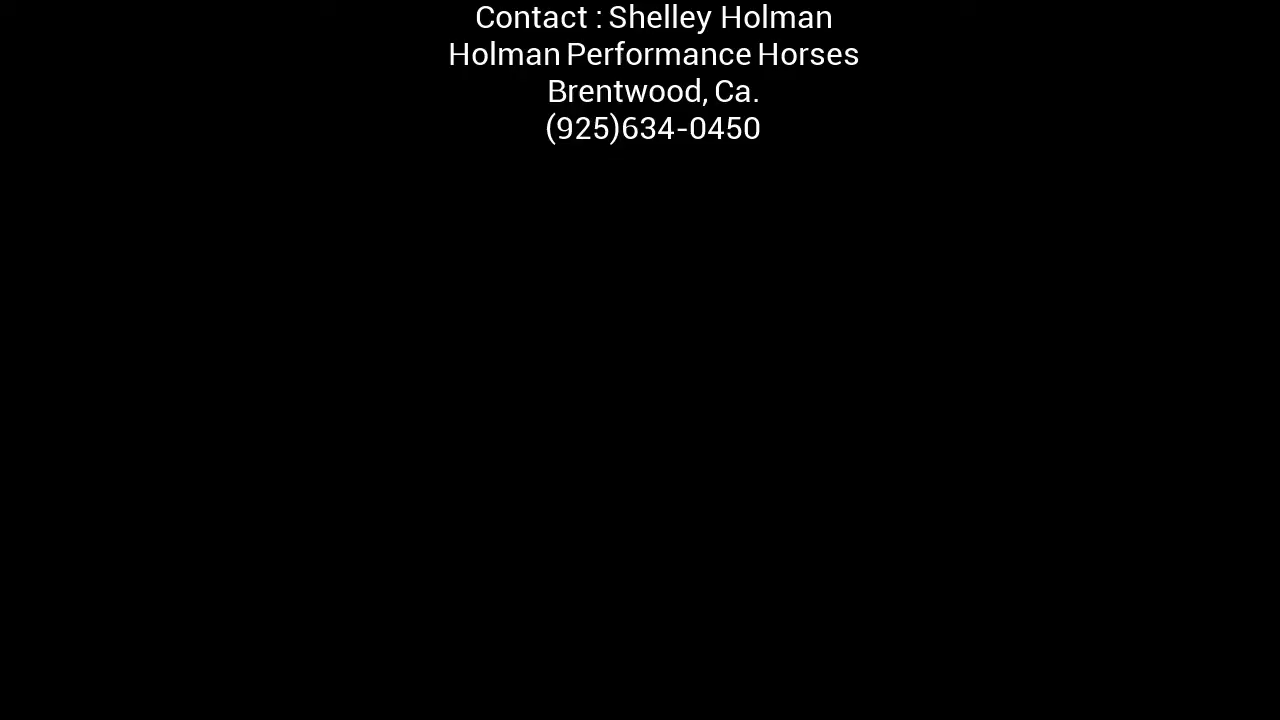 Contact : Shelley Holman
Holman Performance Horses
Brentwood, Ca.
(925)634-0450